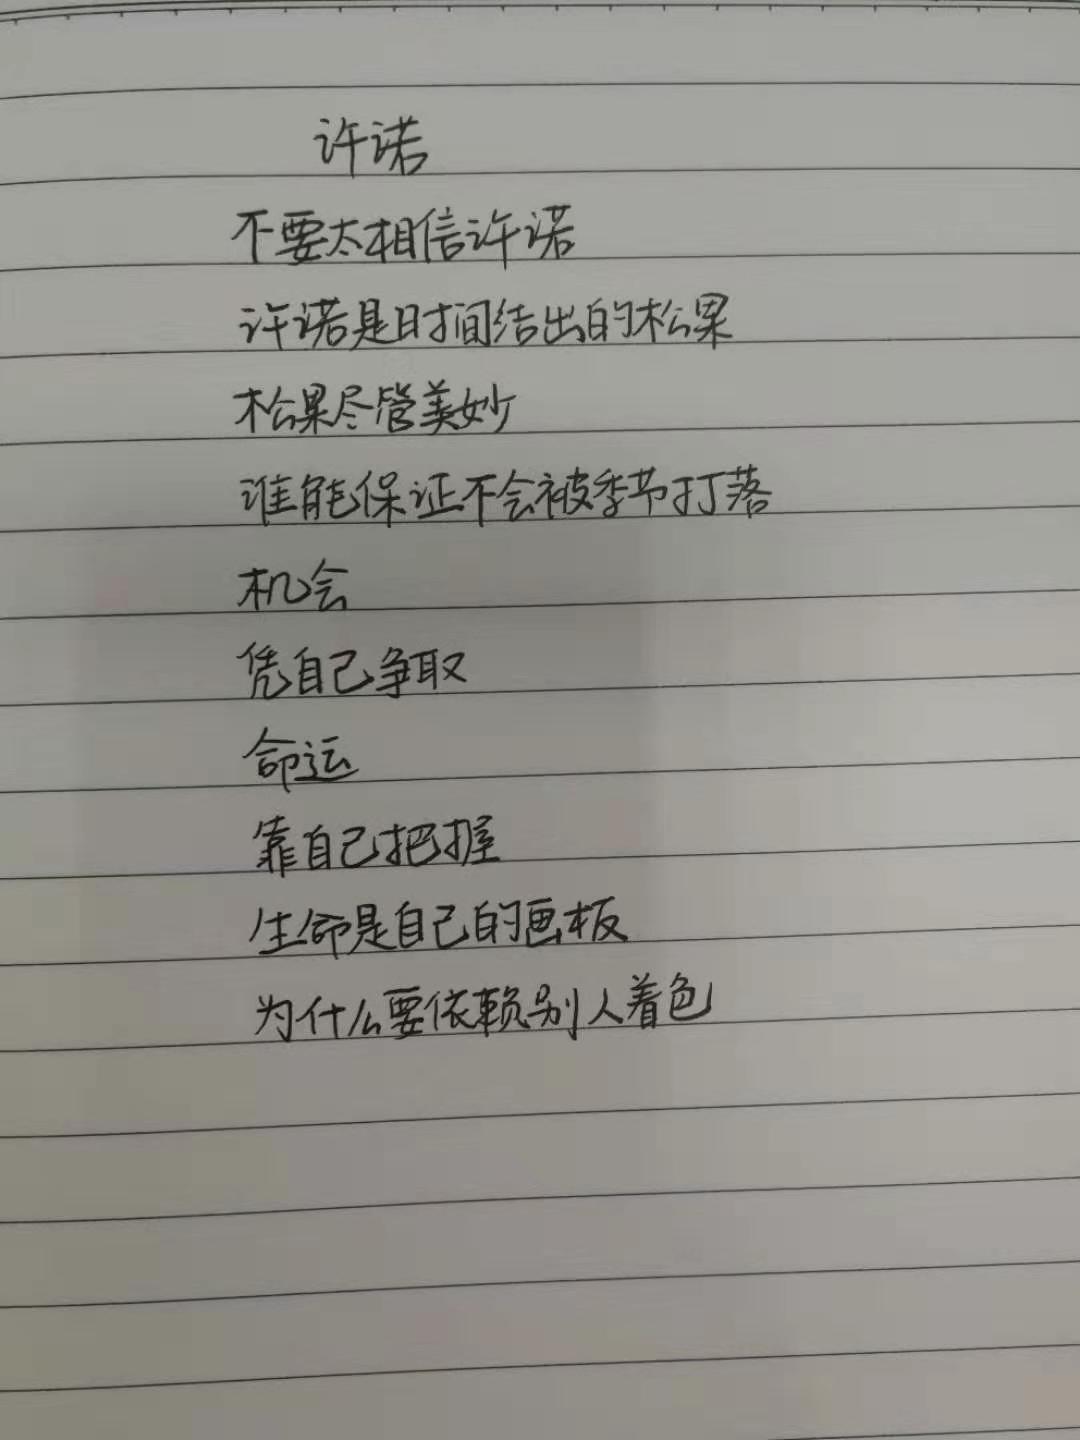 许诺
不要太相信许诺
许诺是时间结出的松果
松果尽管美妙
谁能保证不会被季节打落
机会
凭自己争取
命运
靠自己把握
生命是自己的画板
为什么要依赖别人着色